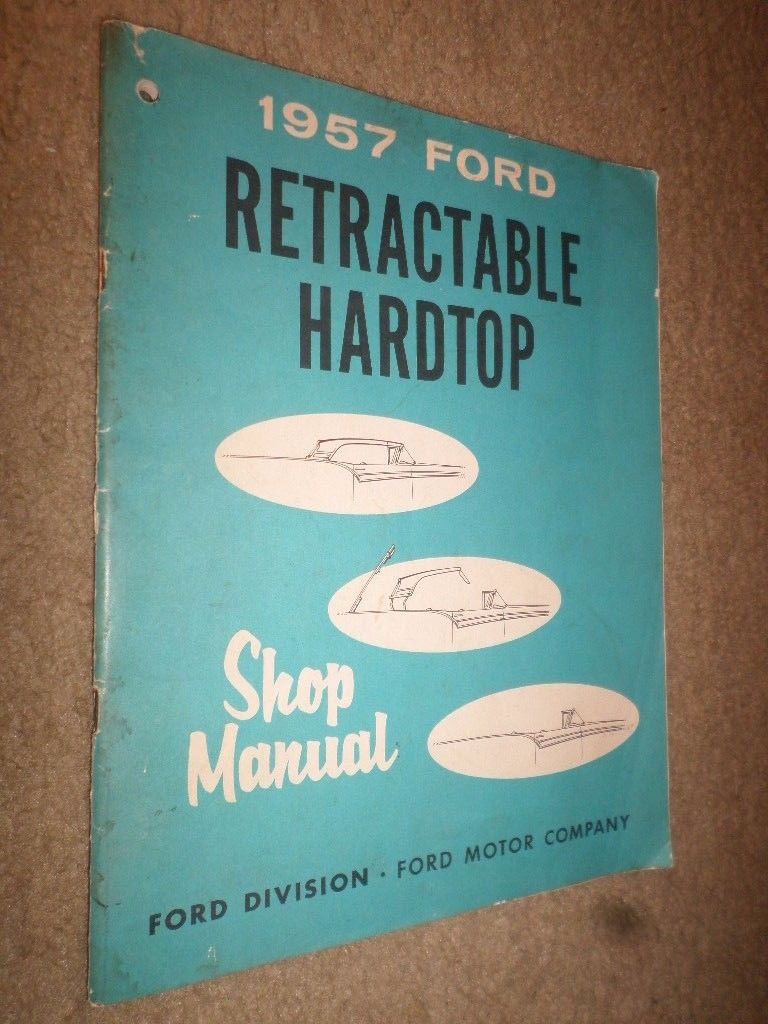 1957 FORD
RETRACTABLE
HARDTOP
Shop
Manual
FORD DIVISION · FORD MOTOR COMPANY